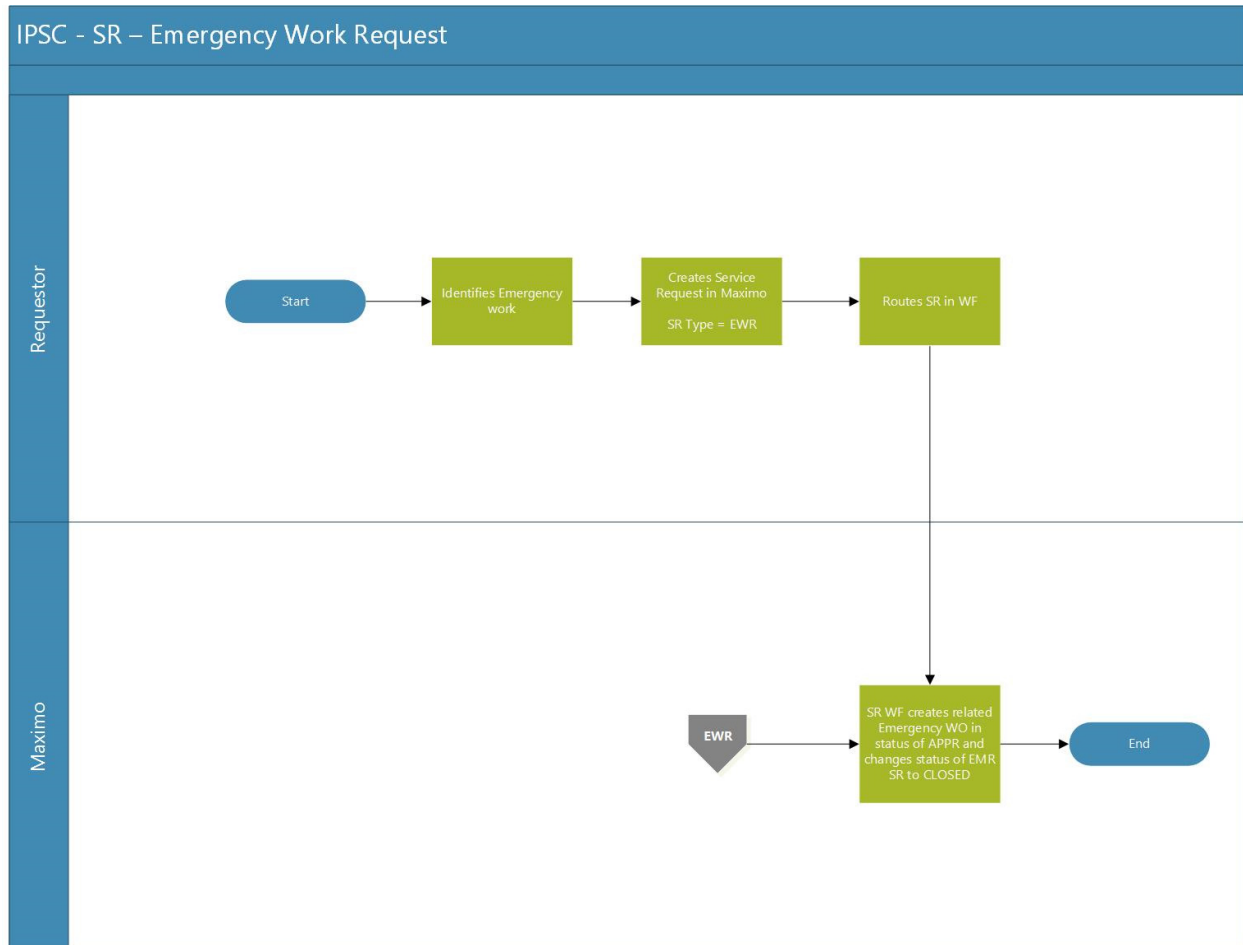 IPSC - SR – Emergency Work Request
Requestor
Start
Identifies Emergency
work
Creates Service
Request in Maximo
SR Type = EWR
Routes SR in WF
Maximo
EWR
SR WF creates related
Emergency WO in
status of APPR and
changes status of EMR
SR to CLOSED
End